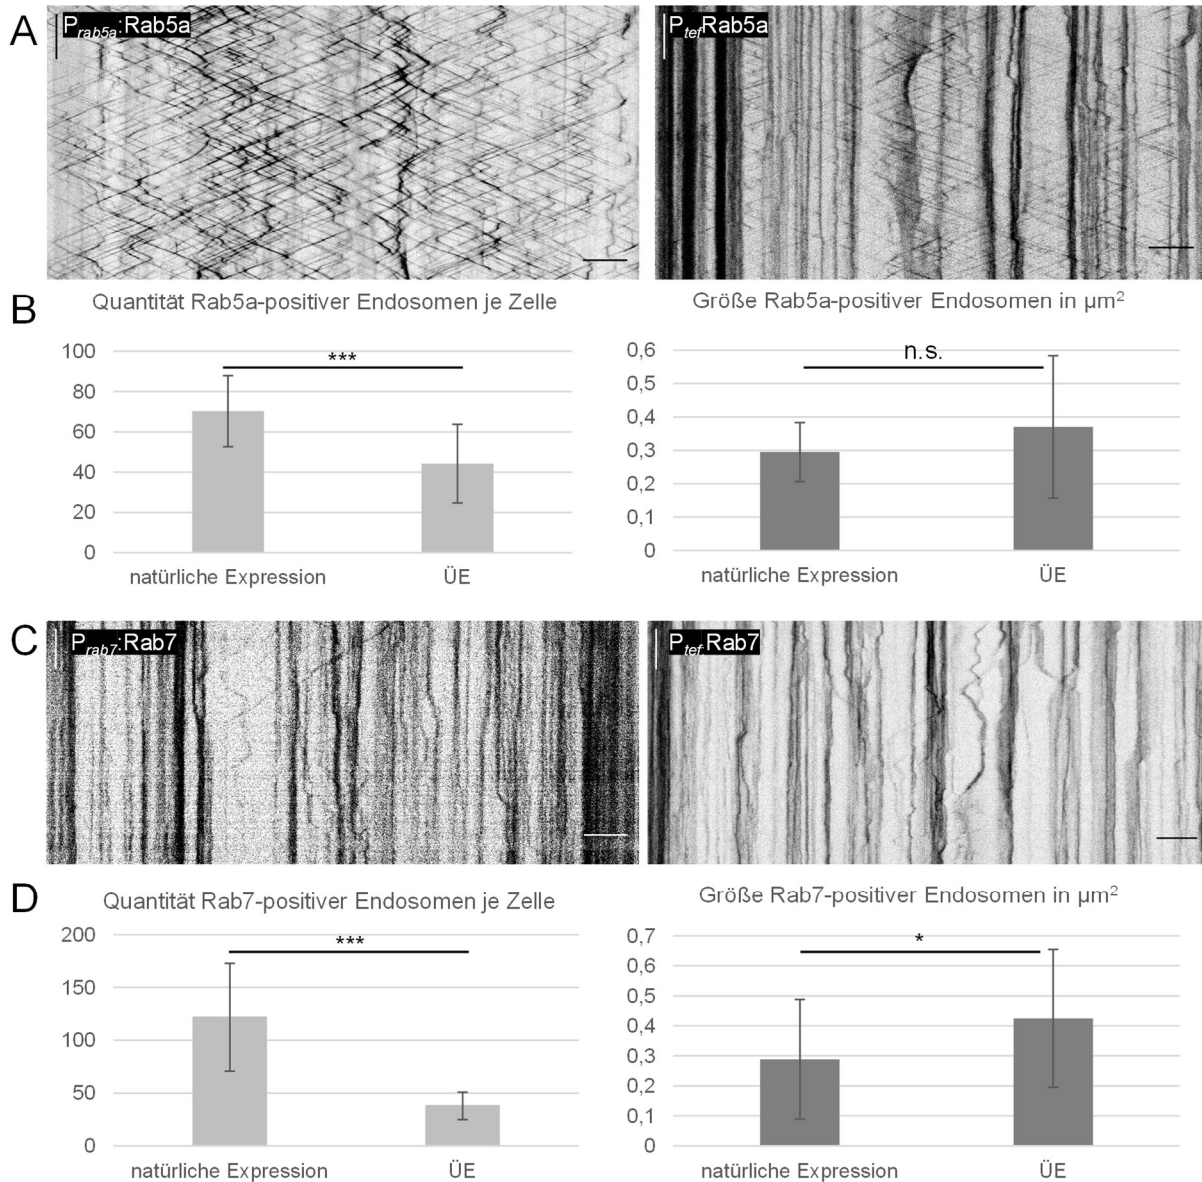 A
Prab5a:Rab5a
PtefRab5a
B
Quantität Rab5a-positiver Endosomen je Zelle
100
80
60
40
20
0
***
natürliche Expression
ÜE
Größe Rab5a-positiver Endosomen in µm²
0,6
0,5
0,4
0,3
0,2
0,1
0
n.s.
natürliche Expression
ÜE
C
Prab7:Rab7
PtefRab7
D
Quantität Rab7-positiver Endosomen je Zelle
200
150
100
50
0
***
natürliche Expression
ÜE
Größe Rab7-positiver Endosomen in µm²
0,7
0,6
0,5
0,4
0,3
0,2
0,1
0
*
natürliche Expression
ÜE